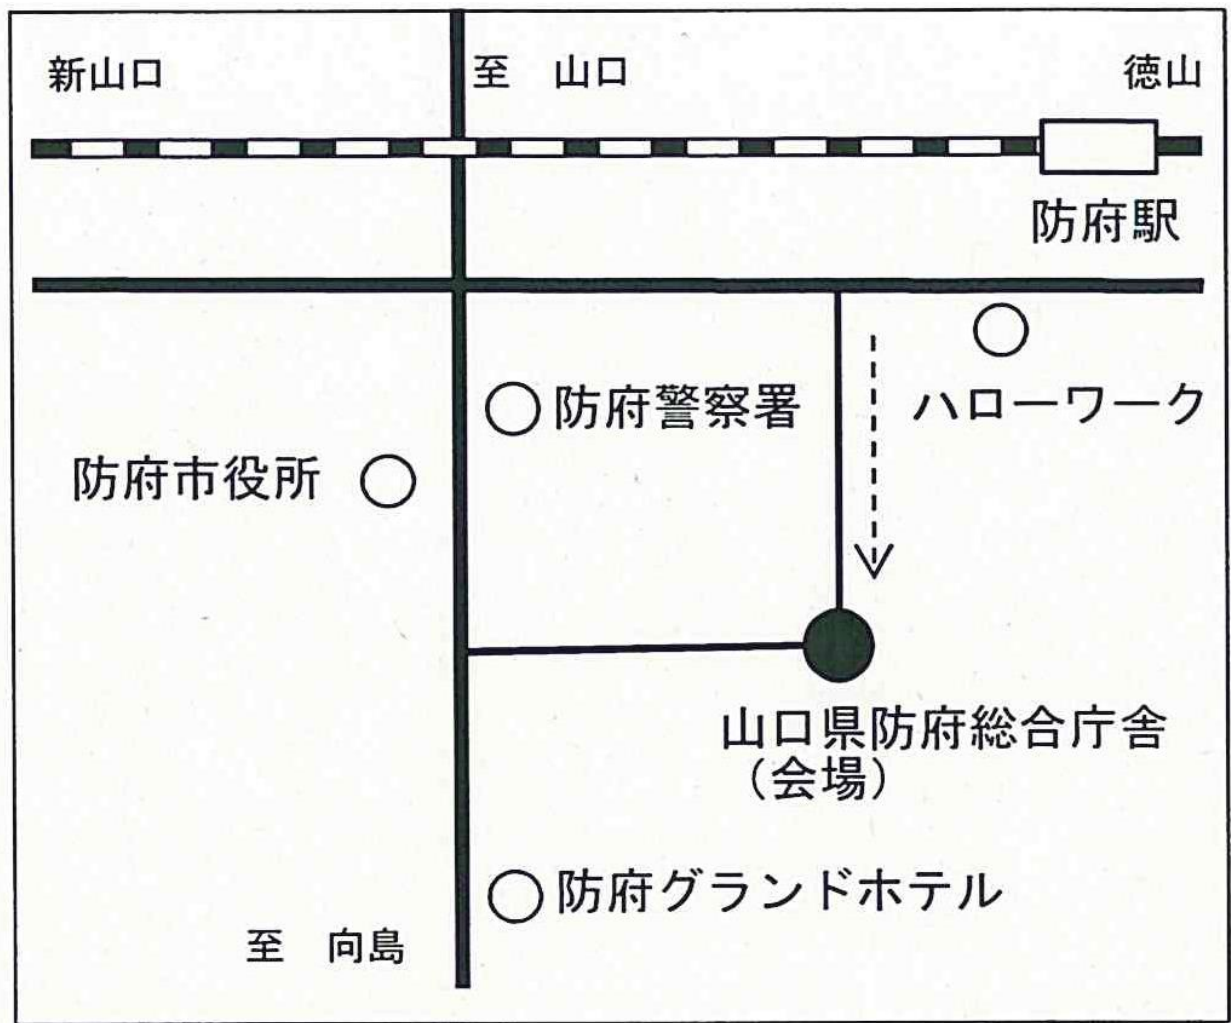 新山口
至　山口
徳山
防府駅
ハローワーク
防府警察署
防府市役所
山口県防府総合庁舎
（会場）
防府グランドホテル
至　向島